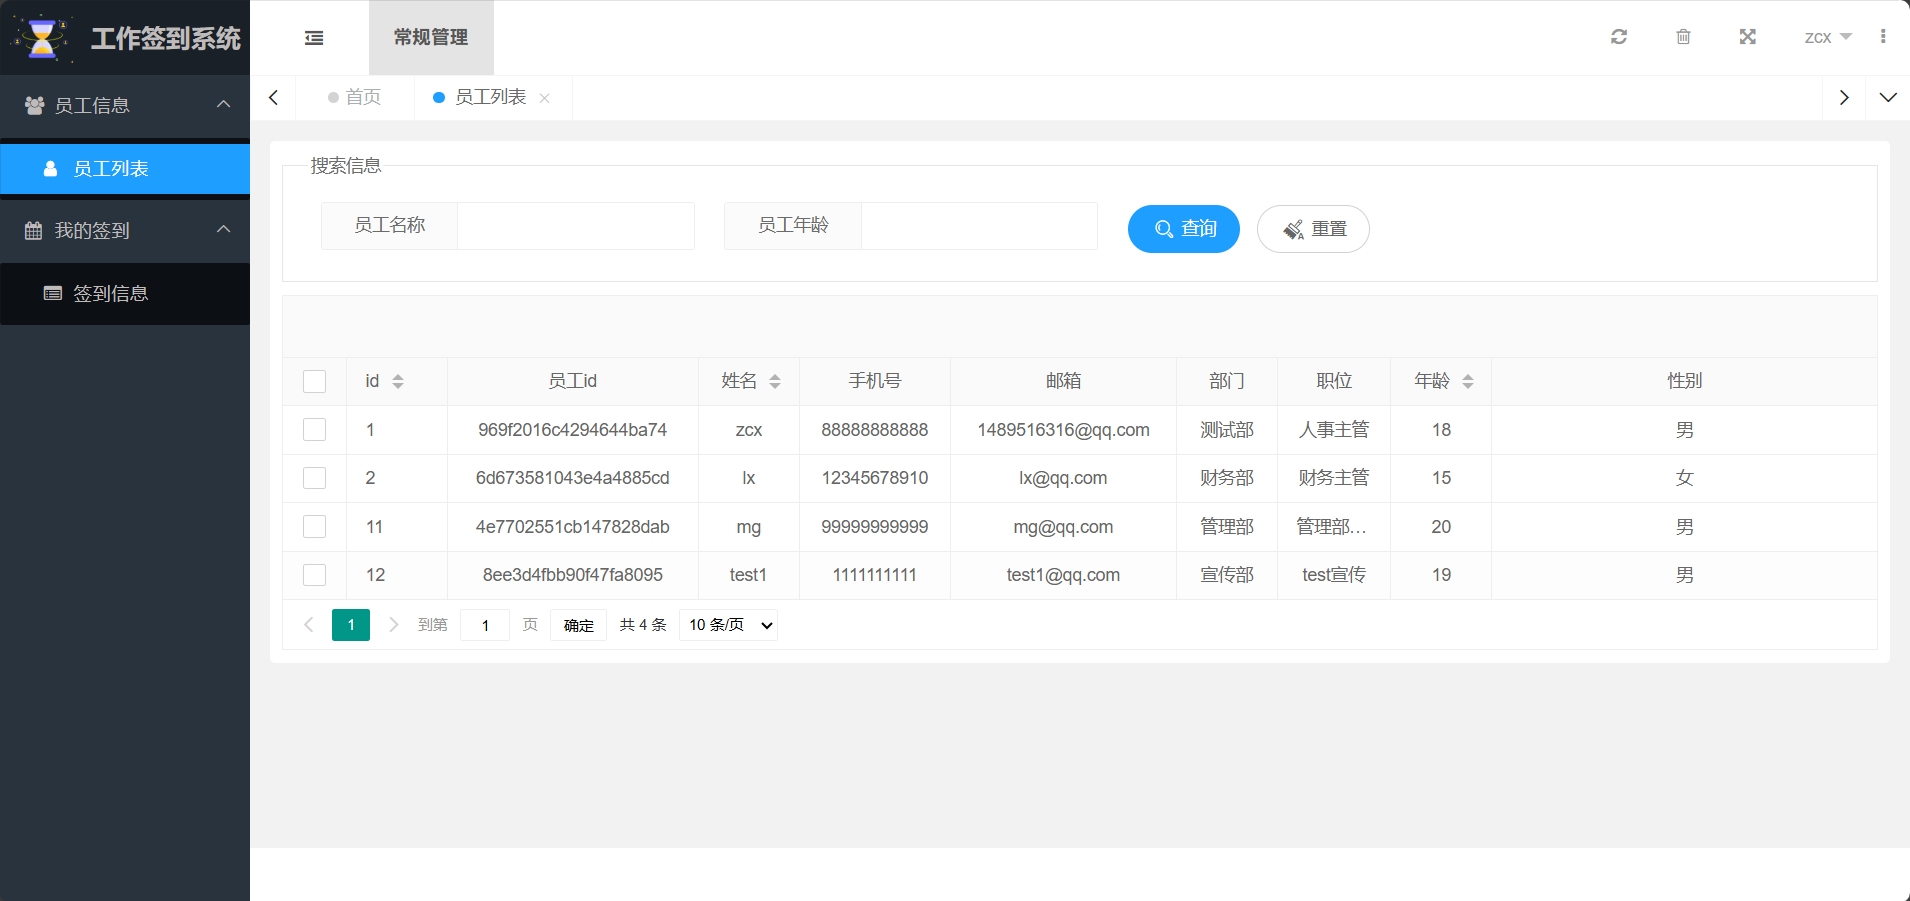 工作签到系统
常规管理
zcx
员工信息
员工列表
我的签到
签到信息
首页
员工列表
搜索信息
员工名称
员工年龄
查询
重置
id 员工id 姓名 手机号 邮箱 部门 职位 年龄 性别
1 969f2016c4294644ba74 zcx 88888888888 1489516316@qq.com 测试部 人事主管 18 男
2 6d673581043e4a4885cd lx 12345678910 lx@qq.com 财务部 财务主管 15 女
11 4e7702551cb147828dab mg 99999999999 mg@qq.com 管理部 管理部... 20 男
12 8ee3d4fbb90f47fa8095 test1 1111111111 test1@qq.com 宣传部 test宣传 19 男
1 到第 1 页 确定 共 4 条 10 条/页